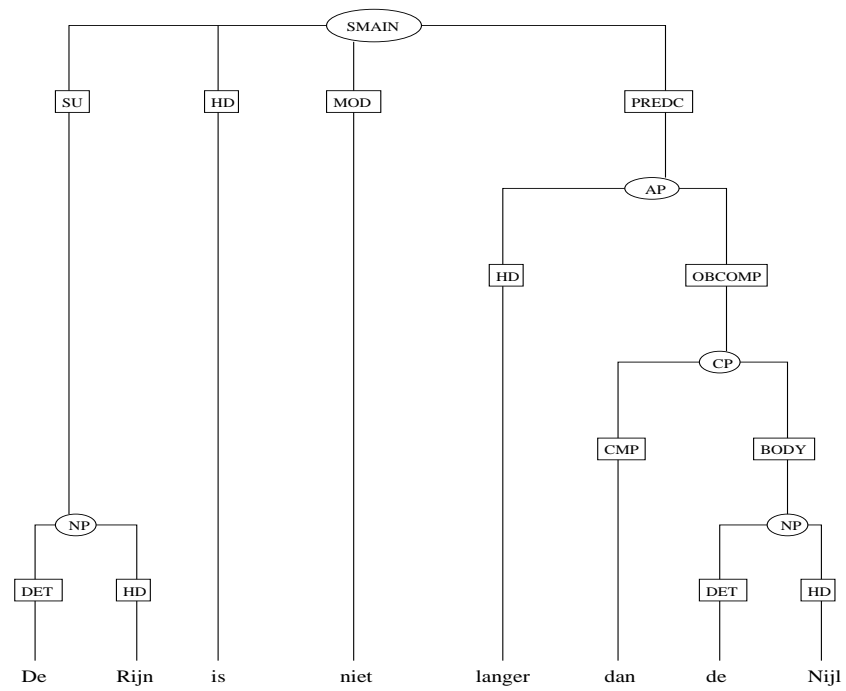 SMAIN
SU HD MOD PREDC
AP
HD OBCOMP
CP
CMP BODY
NP NP
DET HD DET HD
De Rijn is niet langer dan de Nijl